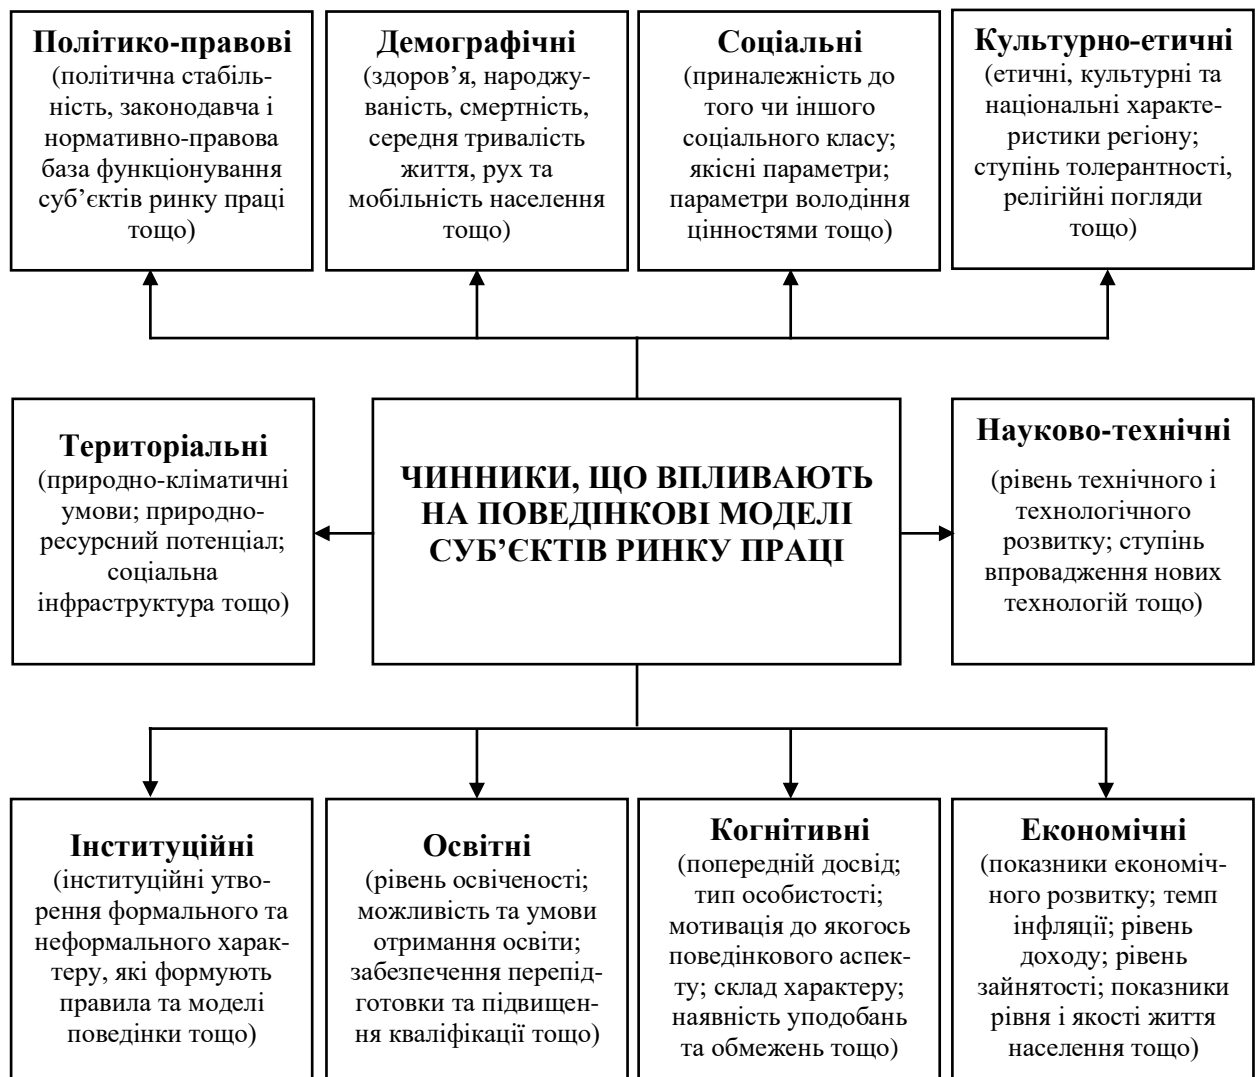 Політико-правові
(політична стабіль-
ність, законодавча і
нормативно-правова
база функціонування
суб’єктів ринку праці
тощо)
Демографічні
(здоров’я, народжу-
ваність, смертність,
середня тривалість
життя, рух та
мобільність населення
тощо)
Соціальні
(приналежність до
того чи іншого
соціального класу;
якісні параметри;
параметри володіння
цінностями тощо)
Культурно-етичні
(етичні, культурні та
національні характе-
ристики регіону;
ступінь толерантності,
релігійні погляди
тощо)
Територіальні
(природно-кліматичні
умови; природно-
ресурсний потенціал;
соціальна
інфраструктура тощо)
ЧИННИКИ, ЩО ВПЛИВАЮТЬ
НА ПОВЕДІНКОВІ МОДЕЛІ
СУБ’ЄКТІВ РИНКУ ПРАЦІ
Науково-технічні
(рівень технічного і
технологічного
розвитку; ступінь
впровадження нових
технологій тощо)
Інституційні
(інституційні утво-
рення формального та
неформального харак-
теру, які формують
правила та моделі
поведінки тощо)
Освітні
(рівень освіченості;
можливість та умови
отримання освіти;
забезпечення перепід-
готовки та підвищен-
ня кваліфікації тощо)
Когнітивні
(попередній досвід;
тип особистості;
мотивація до якогось
поведінкового аспек-
ту; склад характеру;
наявність уподобань
та обмежень тощо)
Економічні
(показники економіч-
ного розвитку; темп
інфляції; рівень
доходу; рівень
зайнятості; показники
рівня і якості життя
населення тощо)